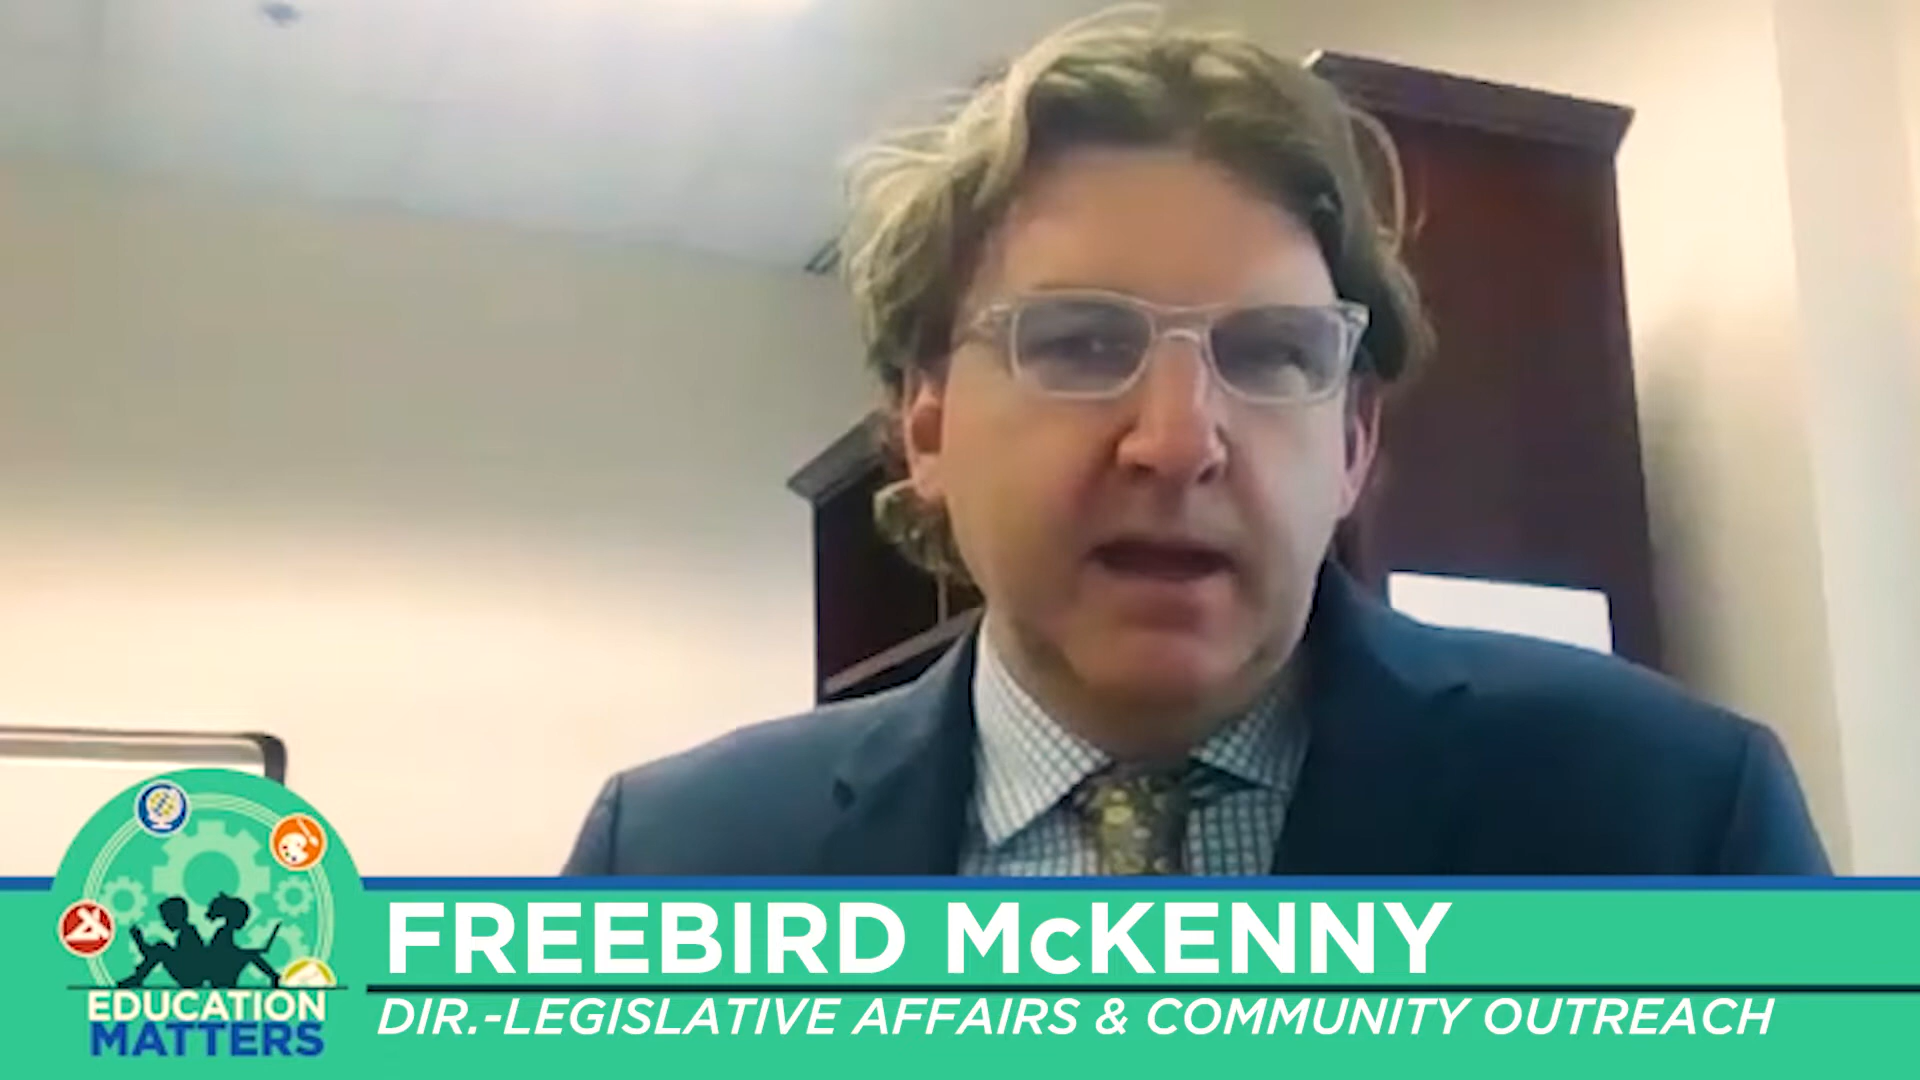 FREEBIRD McKENNY
DIR.-LEGISLATIVE AFFAIRS & COMMUNITY OUTREACH
EDUCATION
MATTERS